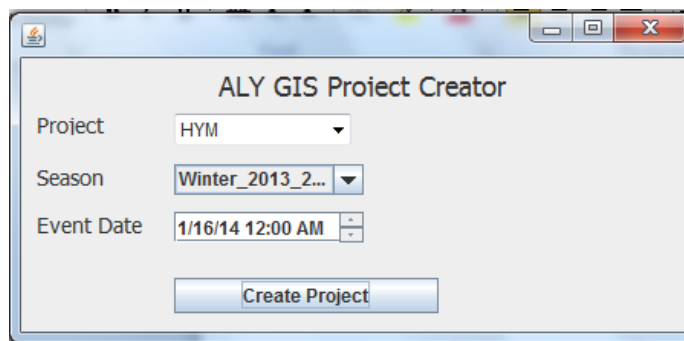 ALY GIS Project Creator
Project HYM
Season Winter_2013_2...
Event Date 1/16/14 12:00 AM
Create Project